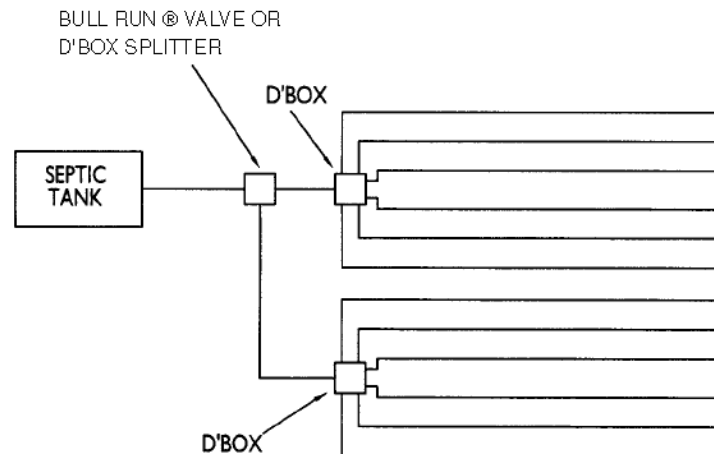 BULL RUN ® VALVE OR
D'BOX SPLITTER
D'BOX
SEPTIC
TANK
D'BOX